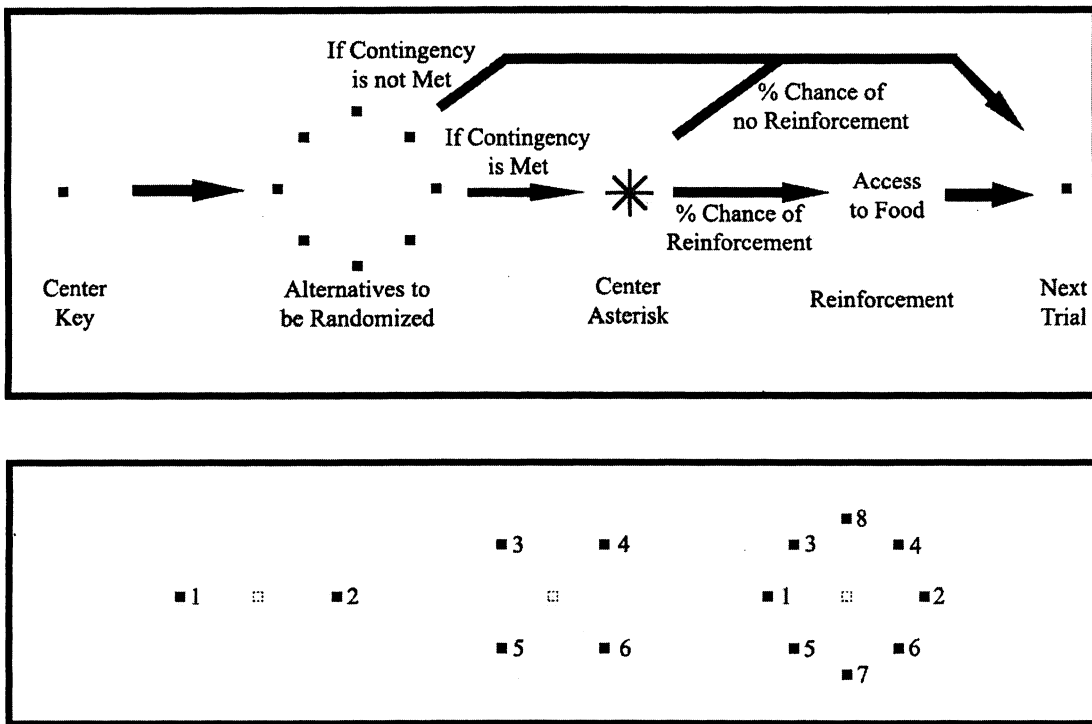 If Contingency
is not Met
% Chance of
no Reinforcement
If Contingency
is Met
Access
to Food
% Chance of
Reinforcement
Center
Key
Alternatives to
be Randomized
Center
Asterisk
Reinforcement
Next
Trial
8
3 4 3 4
1 2 1 2
5 6 5 6
7